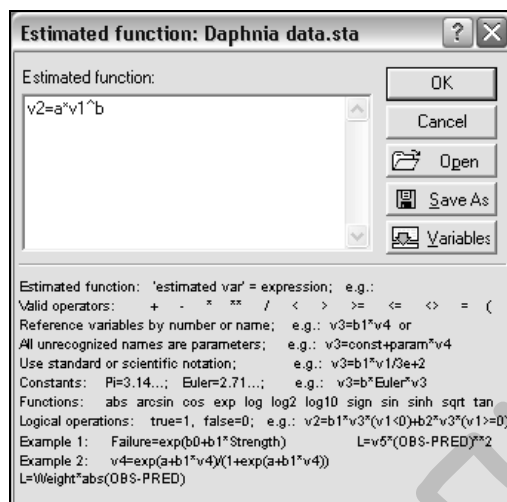 Estimated function: Daphnia data.sta
Estimated function:
v2=a*v1^b
OK
Cancel
Open
Save As
Variables
Estimated function: 'estimated var' = expression; e.g.:
Valid operators: + - * ** / < > >= <= <> = (
Reference variables by number or name; e.g.: v3=b1*v4 or
All unrecognized names are parameters; e.g.: v3=const+param*v4
Use standard or scientific notation; e.g.: v3=b1*v1/3e+2
Constants: Pi=3.14...; Euler=2.71...; e.g.: v3=b*Euler*v3
Functions: abs arcsin cos exp log log2 log10 sign sin sinh sqrt tan
Logical operations: true=1, false=0; e.g.: v2=b1*v3*(v1<0)+b2*v3*(v1>=0)
Example 1: Failure=exp(b0+b1*Strength) L=v5*(OBS-PRED)**2
Example 2: v4=exp(a+b1*v4)/(1+exp(a+b1*v4))
L=Weight*abs(OBS-PRED)